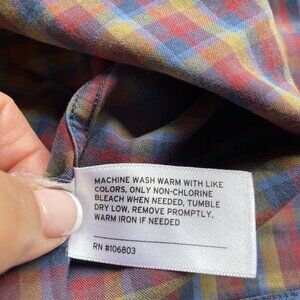 MACHINE WASH WARM WITH LIKE
COLORS, ONLY NON-CHLORINE
BLEACH WHEN NEEDED, TUMBLE
DRY LOW, REMOVE PROMPTLY,
WARM IRON IF NEEDED
RN #106803